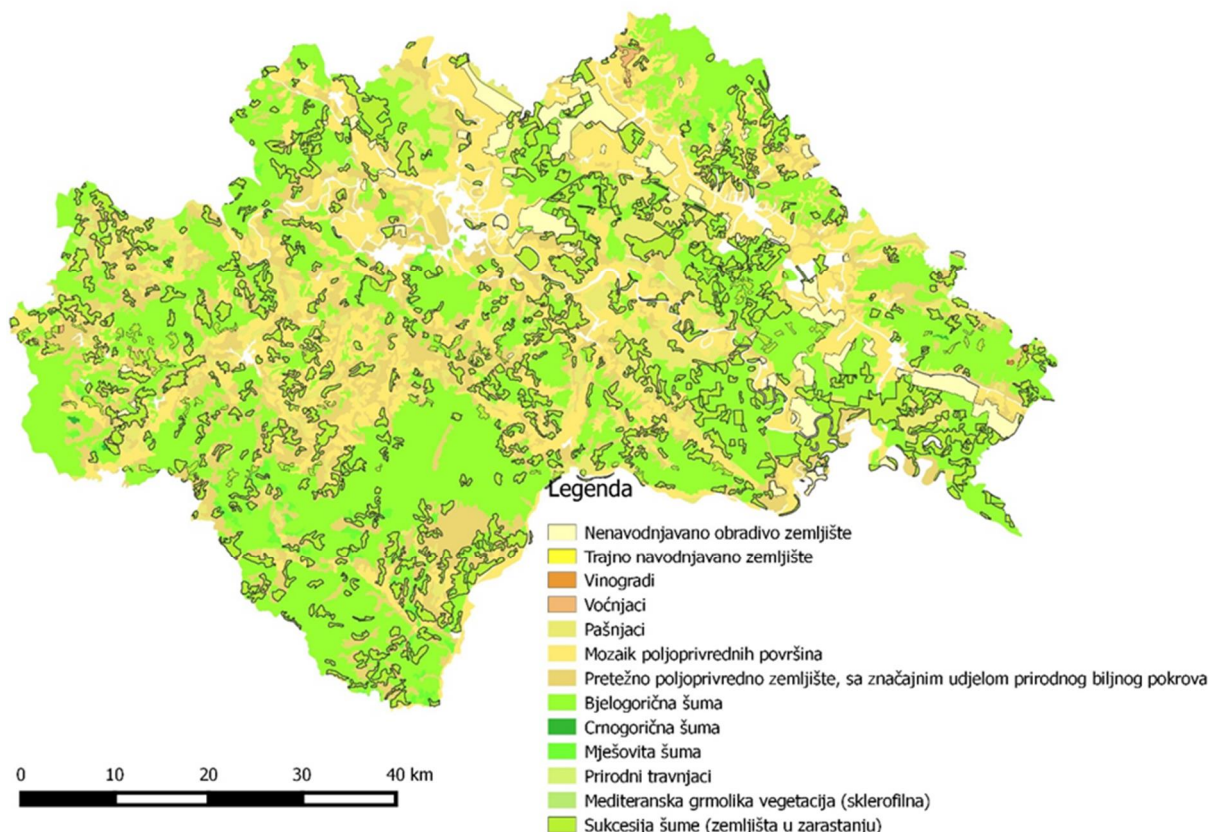 Legenda
Nenavodnjavano obradivo zemljište
Trajno navodnjavano zemljište
Vinogradi
Voćnjaci
Pašnjaci
Mozaik poljoprivrednih površina
Pretežno poljoprivredno zemljište, sa značajnim udjelom prirodnog biljnog pokrova
Bjelogorična šuma
Crnogorična šuma
Mješovita šuma
Prirodni travnjaci
Mediteranska grmolika vegetacija (sklerofilna)
Sukcesija šume (zemljišta u zarastanju)
0 10 20 30 40 km